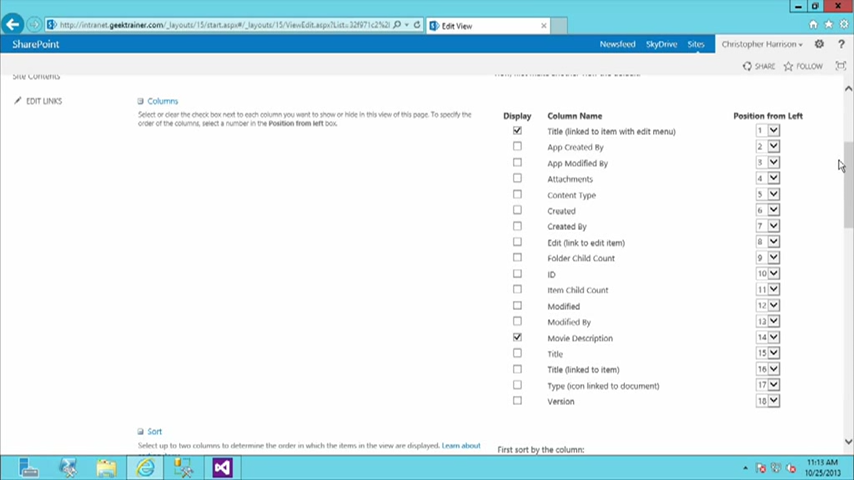 http://intranet.geektrainer.com/_layouts/15/start.aspx#/_layouts/15/ViewEdit.aspx?List=32f971c2%2
Edit View
SharePoint
Newsfeed SkyDrive Sites Christopher Harrison
SHARE FOLLOW
Site Contents
EDIT LINKS
Columns
Select or clear the check box next to each column you want to show or hide in this view of this page. To specify the
order of the columns, select a number in the Position from left box.
Display Column Name Position from Left
Title (linked to item with edit menu) 1
App Created By 2
App Modified By 3
Attachments 4
Content Type 5
Created 6
Created By 7
Edit (link to edit item) 8
Folder Child Count 9
ID 10
Item Child Count 11
Modified 12
Modified By 13
Movie Description 14
Title 15
Title (linked to item) 16
Type (icon linked to document) 17
Version 18
Sort
Select up to two columns to determine the order in which the items in the view are displayed. Learn about
First sort by the column:
11:13 AM
10/25/2013